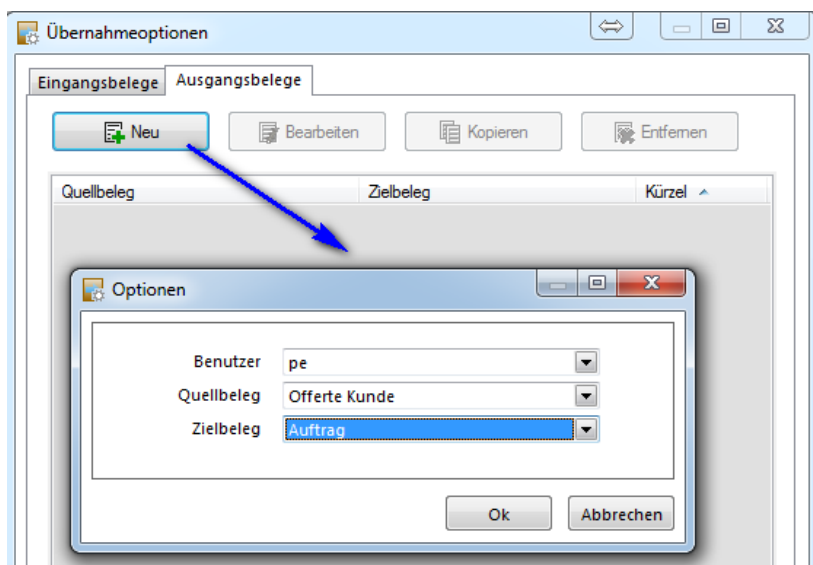 Übernahmeoptionen
Eingangsbelege Ausgangsbelege
Neu Bearbeiten Kopieren Entfernen
Quellbeleg Zielbeleg Kürzel
Optionen
Benutzer pe
Quellbeleg Offerte Kunde
Zielbeleg Auftrag
Ok Abbrechen